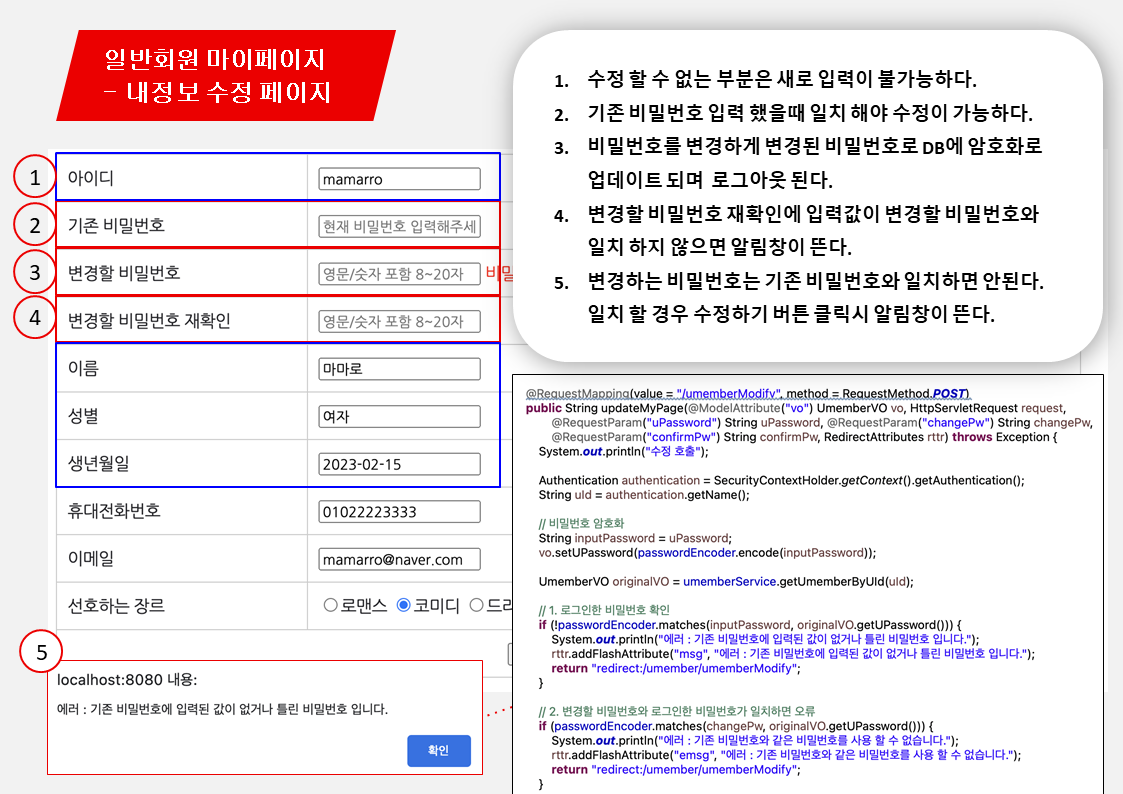 일반회원 마이페이지
- 내정보 수정 페이지
1. 수정 할 수 없는 부분은 새로 입력이 불가능하다.
2. 기존 비밀번호 입력 했을때 일치 해야 수정이 가능하다.
3. 비밀번호를 변경하게 변경된 비밀번호로 DB에 암호화로
업데이트 되며 로그아웃 된다.
4. 변경할 비밀번호 재확인에 입력값이 변경할 비밀번호와
일치 하지 않으면 알림창이 뜬다.
5. 변경하는 비밀번호는 기존 비밀번호와 일치하면 안된다.
일치 할 경우 수정하기 버튼 클릭시 알림창이 뜬다.
1 아이디 mamarro
2 기존 비밀번호 현재 비밀번호 입력해주세
3 변경할 비밀번호 영문/숫자 포함 8~20자 비밀
4 변경할 비밀번호 재확인 영문/숫자 포함 8~20자
이름 마마로
성별 여자
생년월일 2023-02-15
휴대전화번호 01022223333
이메일 mamarro@naver.com
선호하는 장르 로맨스 코미디 드라
5
localhost:8080 내용:
에러 : 기존 비밀번호에 입력된 값이 없거나 틀린 비밀번호 입니다.
확인
@RequestMapping(value = "/umemberModify", method = RequestMethod.POST)
public String updateMyPage(@ModelAttribute("vo") UmemberVO vo, HttpServletRequest request,
@RequestParam("uPassword") String uPassword, @RequestParam("changePw") String changePw,
@RequestParam("confirmPw") String confirmPw, RedirectAttributes rttr) throws Exception {
System.out.println("수정 호출");
Authentication authentication = SecurityContextHolder.getContext().getAuthentication();
String uId = authentication.getName();
// 비밀번호 암호화
String inputPassword = uPassword;
vo.setUPassword(passwordEncoder.encode(inputPassword));
UmemberVO originalVO = umemberService.getUmemberByUId(uId);
// 1. 로그인한 비밀번호 확인
if (!passwordEncoder.matches(inputPassword, originalVO.getUPassword())) {
System.out.println("에러 : 기존 비밀번호에 입력된 값이 없거나 틀린 비밀번호 입니다.");
rttr.addFlashAttribute("msg", "에러 : 기존 비밀번호에 입력된 값이 없거나 틀린 비밀번호 입니다.");
return "redirect:/umember/umemberModify";
}
// 2. 변경할 비밀번호와 로그인한 비밀번호가 일치하면 오류
if (passwordEncoder.matches(changePw, originalVO.getUPassword())) {
System.out.println("에러 : 기존 비밀번호와 같은 비밀번호를 사용 할 수 없습니다.");
rttr.addFlashAttribute("emsg", "에러 : 기존 비밀번호와 같은 비밀번호를 사용 할 수 없습니다.");
return "redirect:/umember/umemberModify";
}